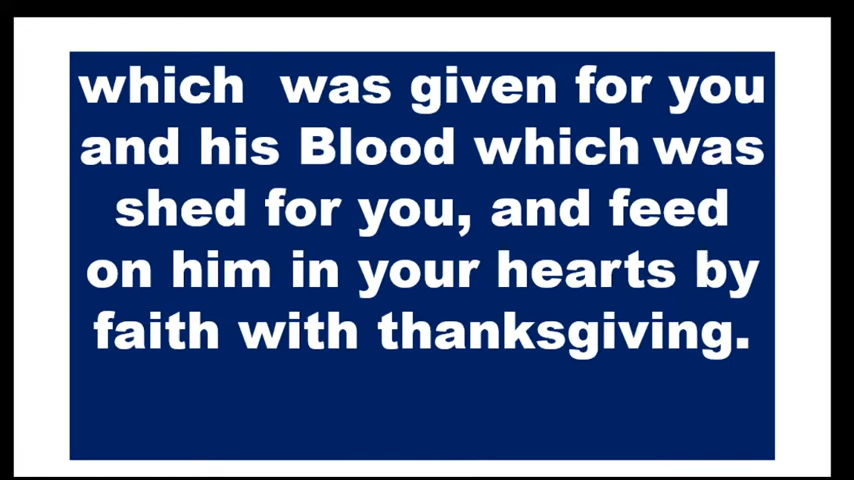 which was given for you
and his Blood which was
shed for you, and feed
on him in your hearts by
faith with thanksgiving.